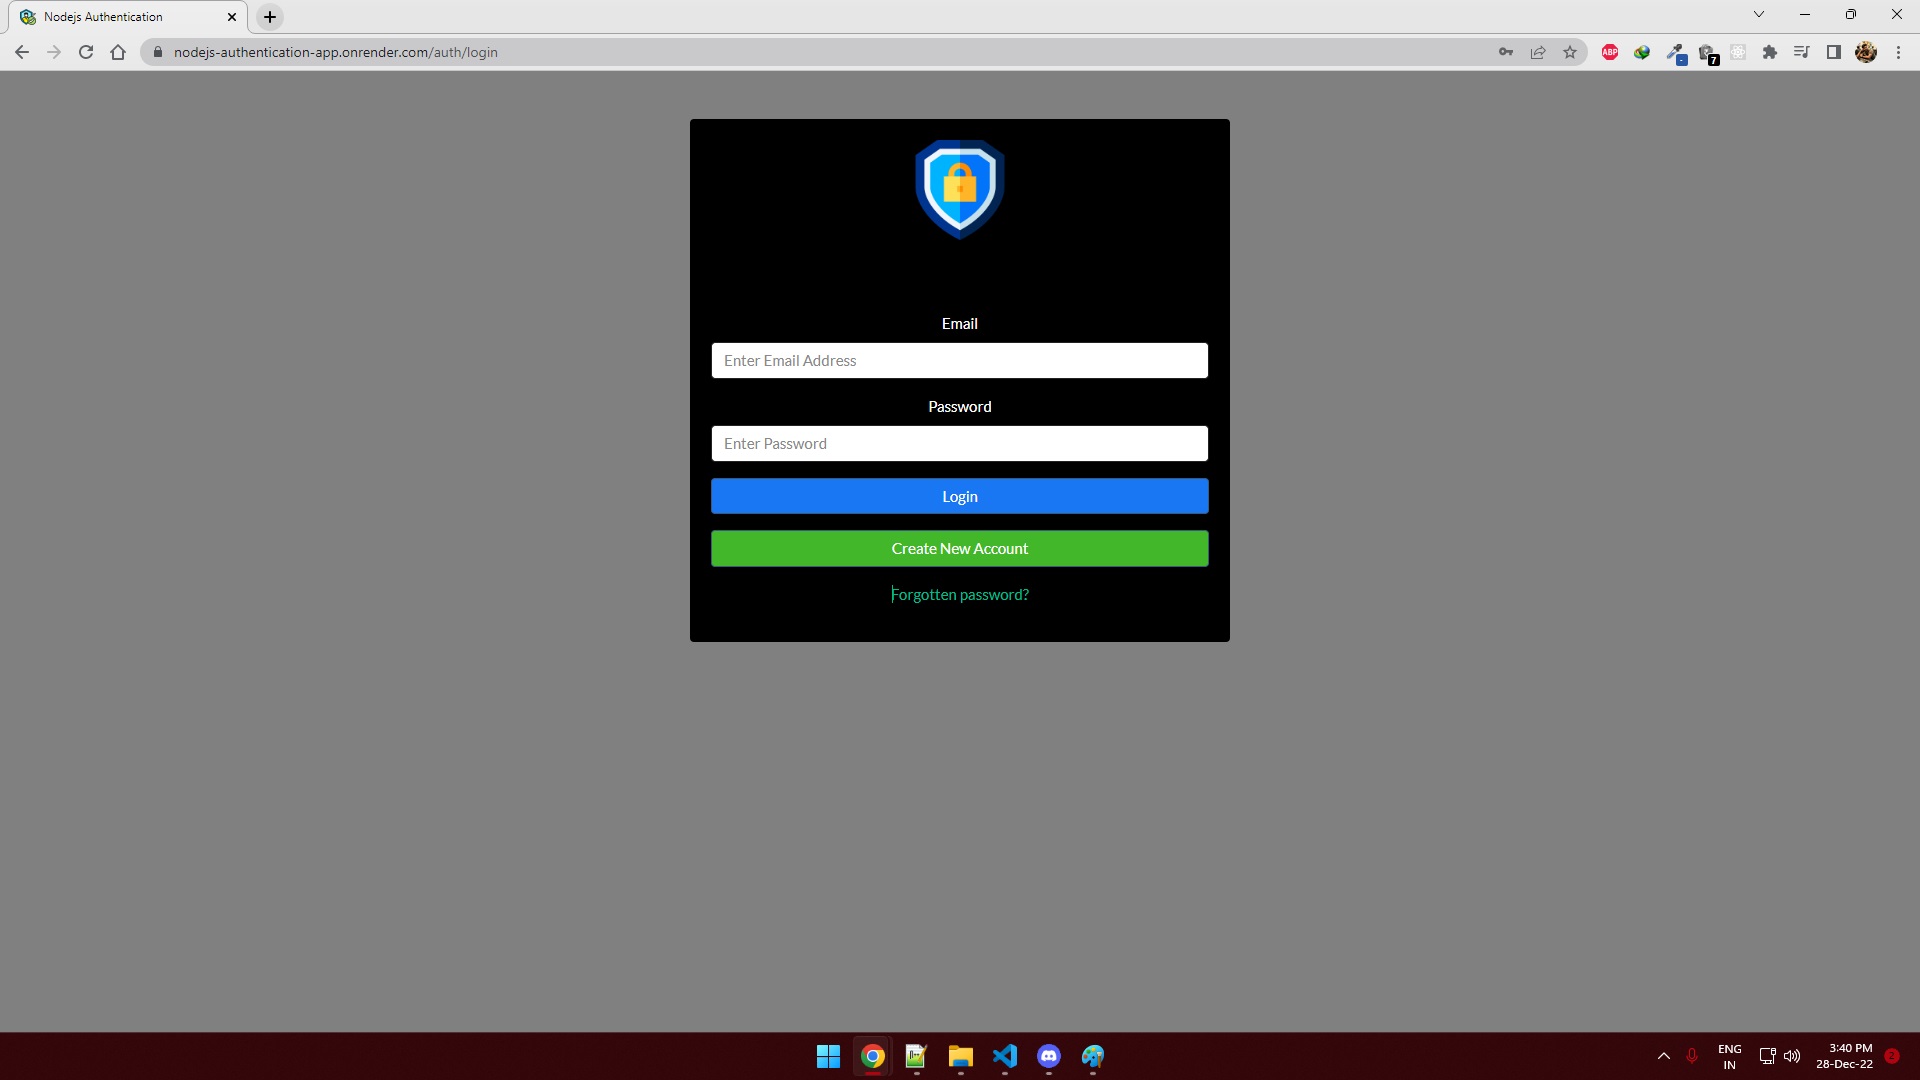 Nodejs Authentication
nodejs-authentication-app.onrender.com/auth/login
ABP
7
Email
Enter Email Address
Password
Enter Password
Login
Create New Account
Forgotten password?
ENG
IN
3:40 PM
28-Dec-22
2